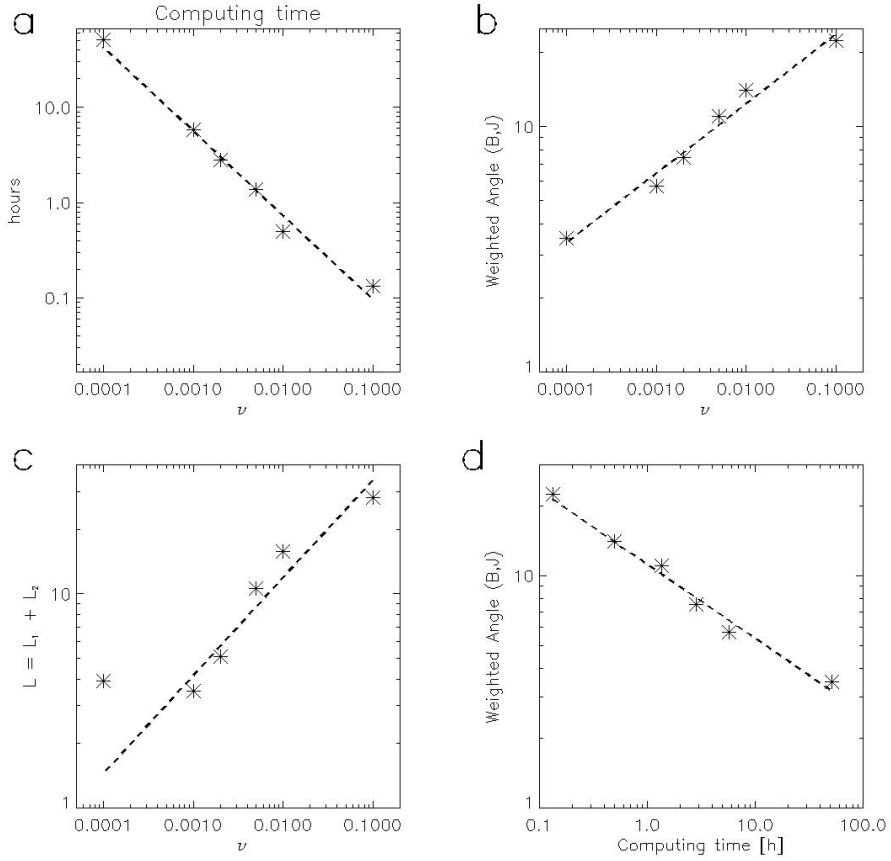 a
Computing time
hours
10.0
1.0
0.1
0.0001 0.0010 0.0100 0.1000
ν
b
Weighted Angle (B,J)
10
1
0.0001 0.0010 0.0100 0.1000
ν
c
L = L₁ + L₂
10
1
0.0001 0.0010 0.0100 0.1000
ν
d
Weighted Angle (B,J)
10
1
0.1 1.0 10.0 100.0
Computing time [h]